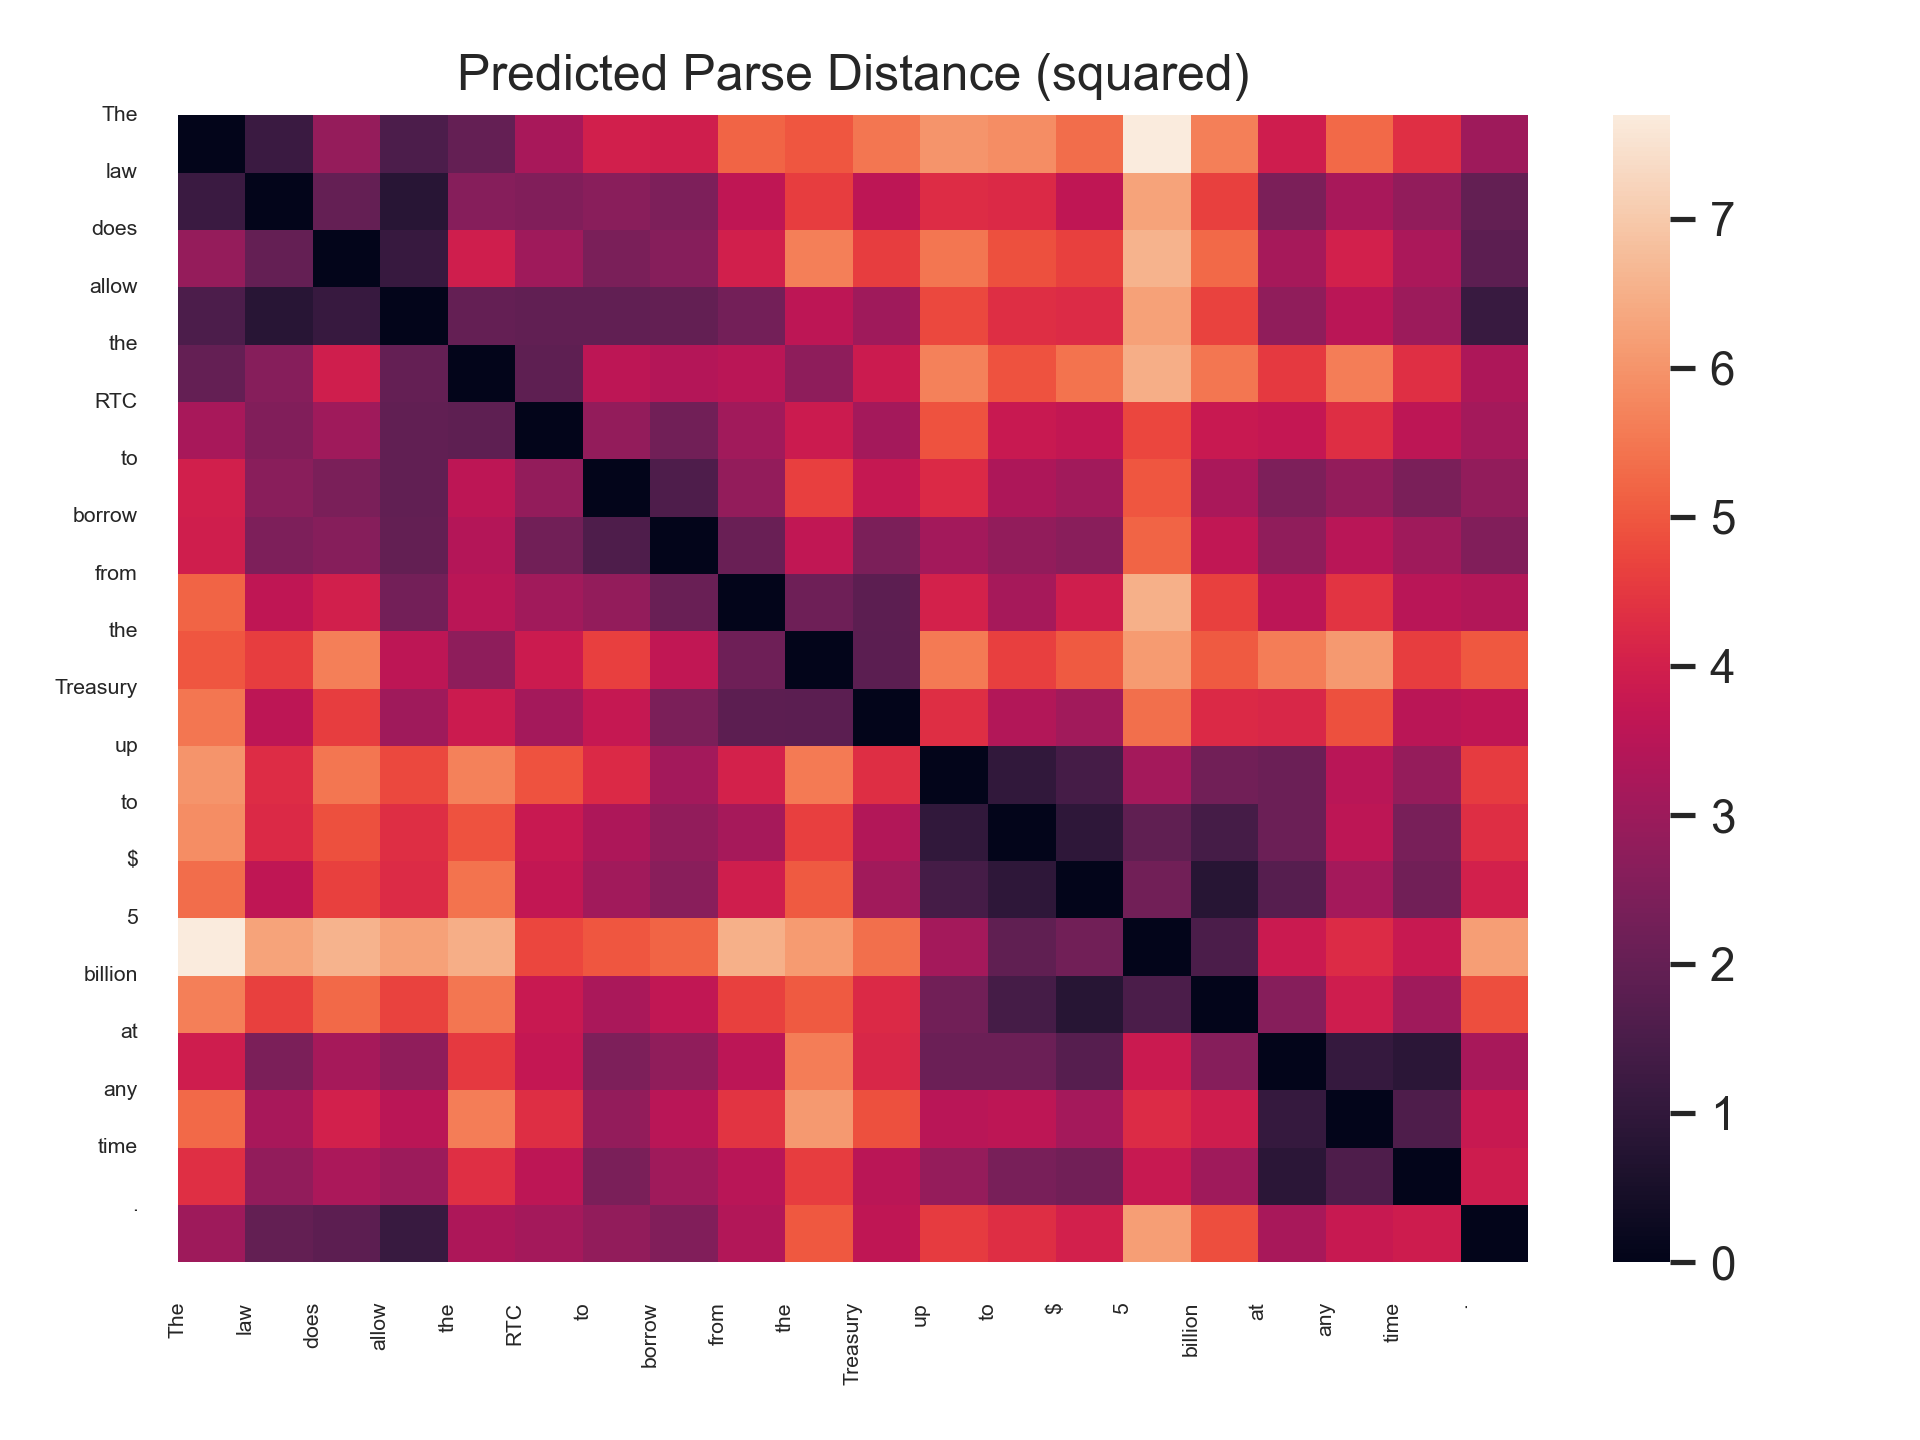 Predicted Parse Distance (squared)
The
law
does
allow
the
RTC
to
borrow
from
the
Treasury
up
to
$
5
billion
at
any
time
.
7
6
5
4
3
2
1
0
The
law
does
allow
the
RTC
to
borrow
from
the
Treasury
up
to
$
5
billion
at
any
time
.